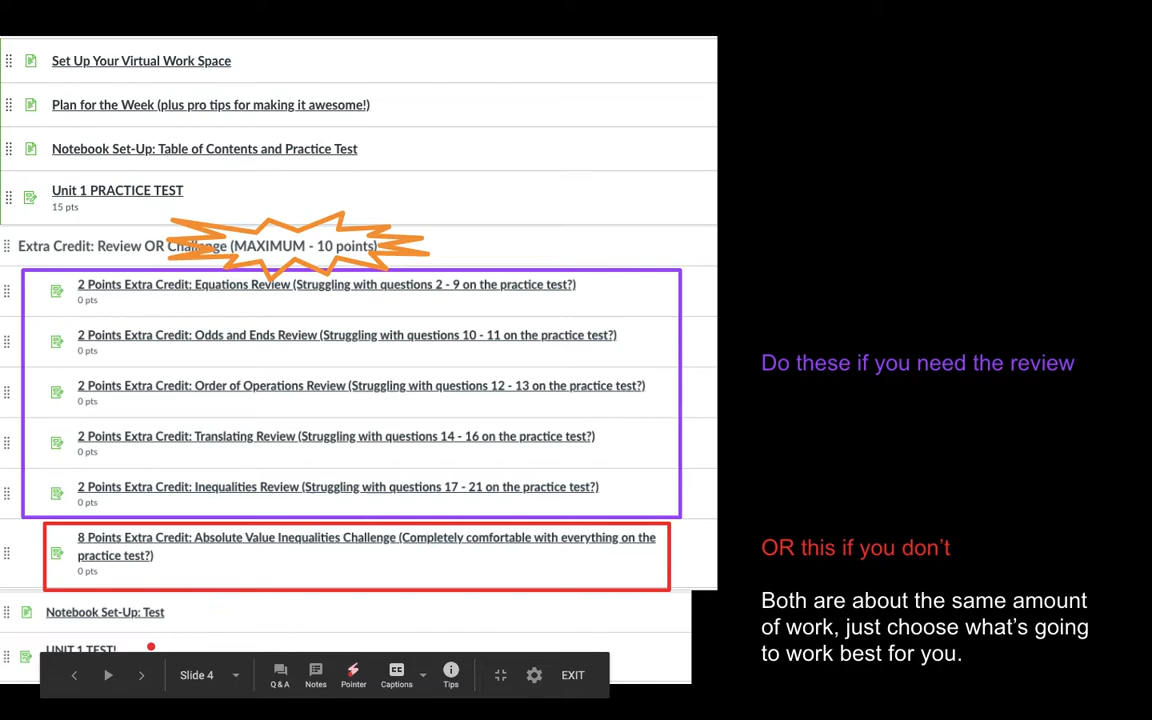 Set Up Your Virtual Work Space
Plan for the Week (plus pro tips for making it awesome!)
Notebook Set-Up: Table of Contents and Practice Test
Unit 1 PRACTICE TEST
15 pts
Extra Credit: Review OR Challenge (MAXIMUM - 10 points)
2 Points Extra Credit: Equations Review (Struggling with questions 2 - 9 on the practice test?)
0 pts
2 Points Extra Credit: Odds and Ends Review (Struggling with questions 10 - 11 on the practice test?)
0 pts
2 Points Extra Credit: Order of Operations Review (Struggling with questions 12 - 13 on the practice test?)
0 pts
2 Points Extra Credit: Translating Review (Struggling with questions 14 - 16 on the practice test?)
0 pts
2 Points Extra Credit: Inequalities Review (Struggling with questions 17 - 21 on the practice test?)
0 pts
8 Points Extra Credit: Absolute Value Inequalities Challenge (Completely comfortable with everything on the
practice test?)
0 pts
Notebook Set-Up: Test
UNIT 1 TEST!
Do these if you need the review
OR this if you don't
Both are about the same amount
of work, just choose what's going
to work best for you.
Slide 4
Q & A
Notes
Pointer
CC
Captions
Tips
EXIT